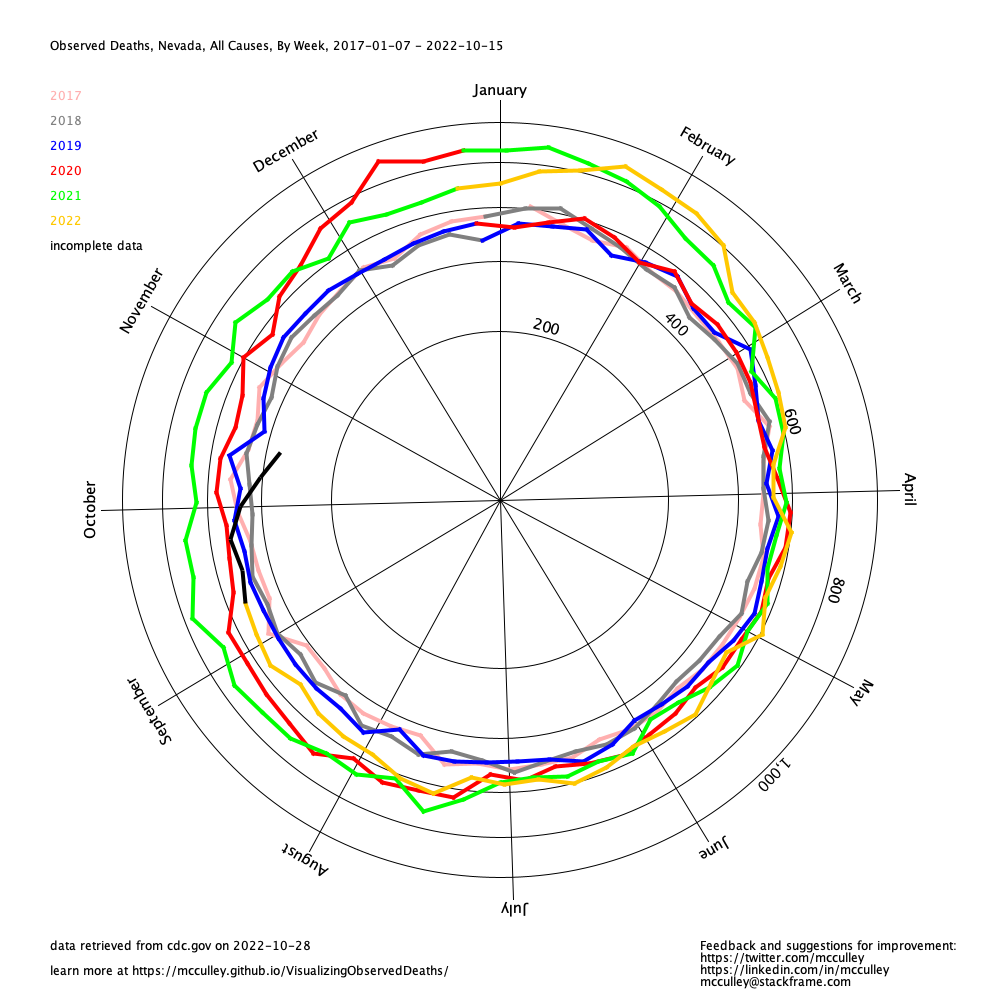 Observed Deaths, Nevada, All Causes, By Week, 2017-01-07 - 2022-10-15
January
2017
2018
2019
2020
2021
2022
incomplete data
December
February
November
March
200
400
600
October
April
800
September
May
1,000
August
June
July
data retrieved from cdc.gov on 2022-10-28
learn more at https://mcculley.github.io/VisualizingObservedDeaths/
Feedback and suggestions for improvement:
https://twitter.com/mcculley
https://linkedin.com/in/mcculley
mcculley@stackframe.com